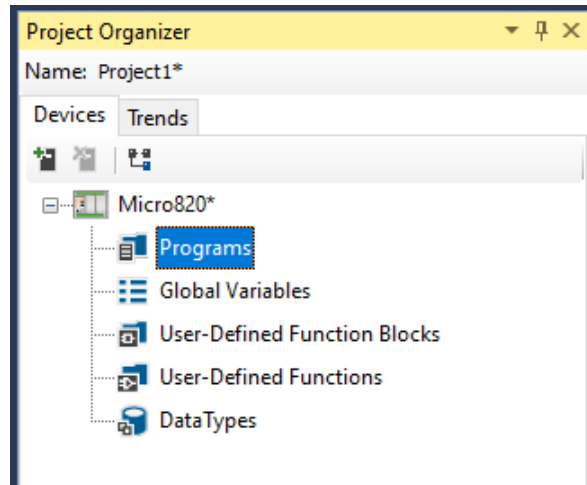 Project Organizer
Name: Project1*
Devices Trends
Micro820*
Programs
Global Variables
User-Defined Function Blocks
User-Defined Functions
DataTypes